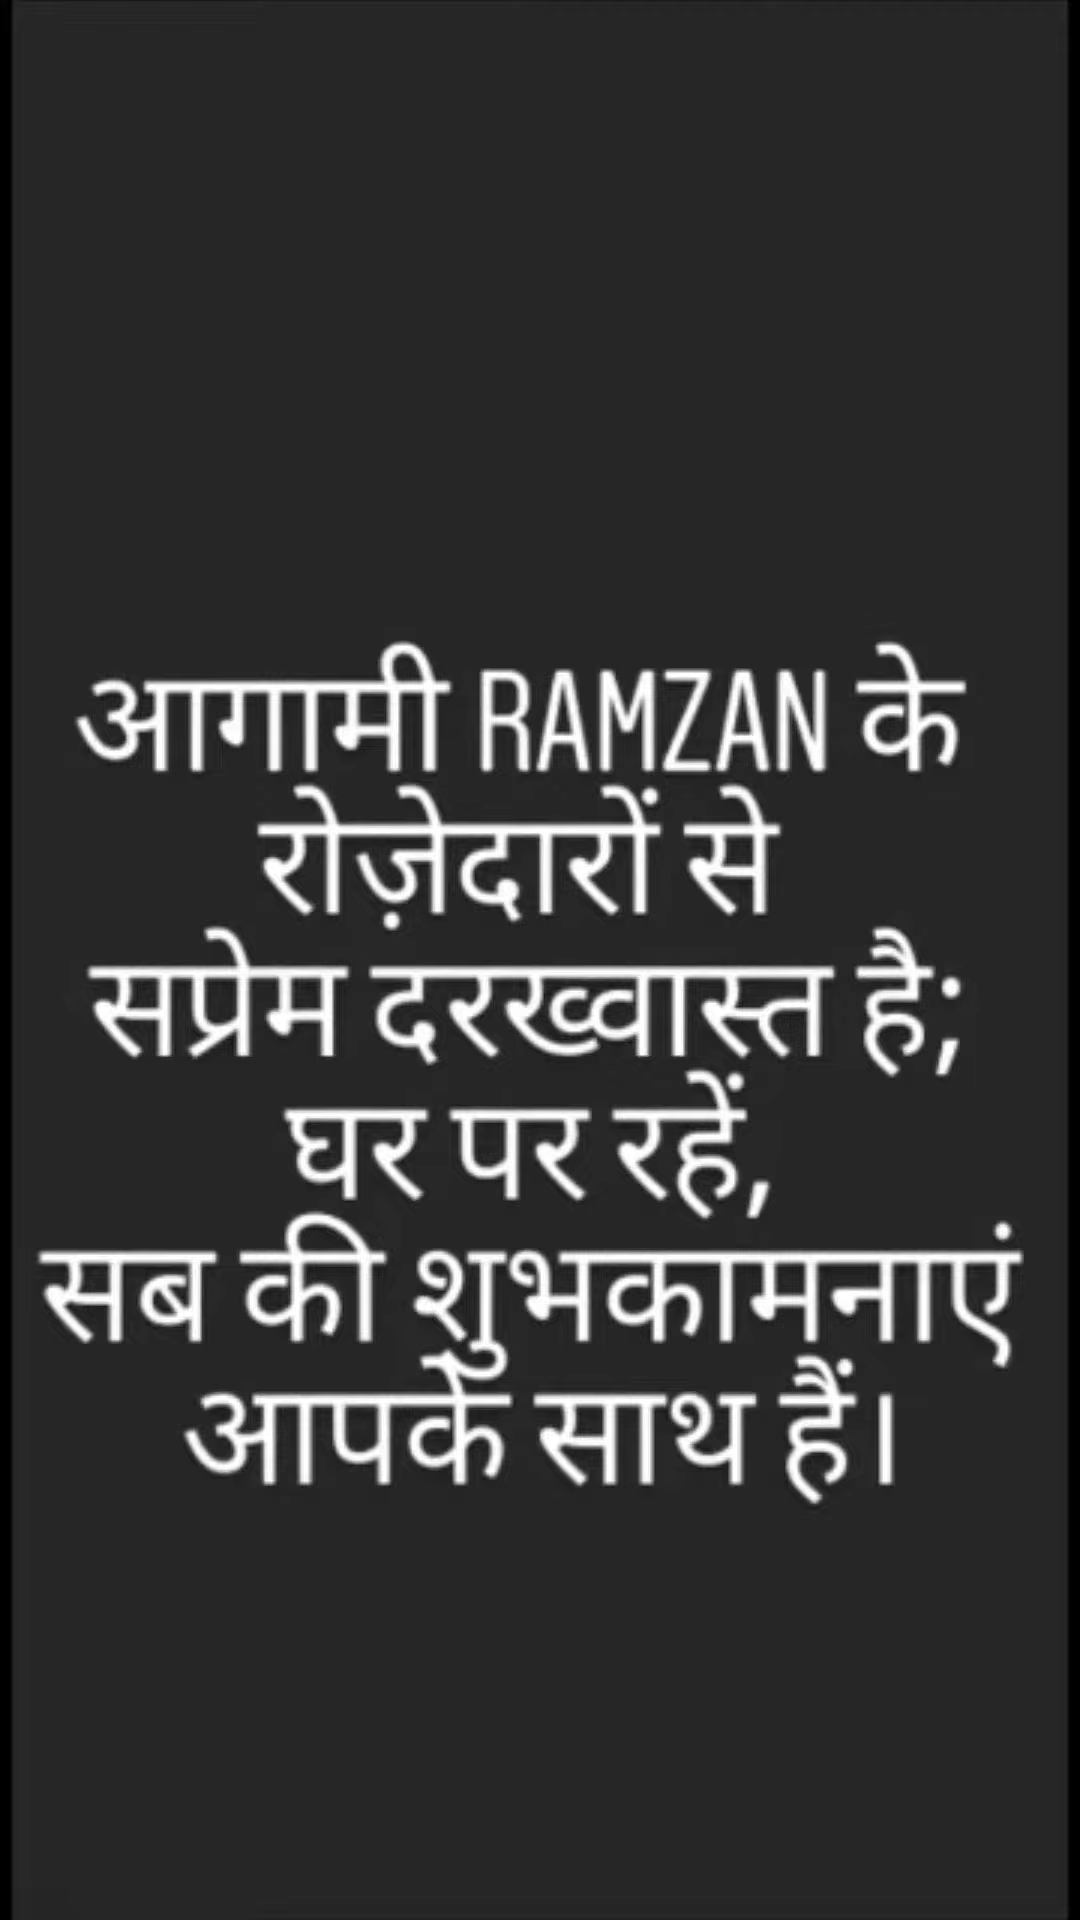 आगामी RAMZAN के
रोज़ेदारों से
सप्रेम दरख्वास्त है;
घर पर रहें,
सब की शुभकामनाएं
आपके साथ हैं।